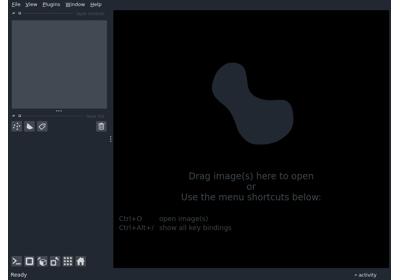 File View Plugins Window Help
layer controls
layer list
Drag image(s) here to open
or
Use the menu shortcuts below:
Ctrl+O open image(s)
Ctrl+Alt+/ show all key bindings
Ready
activity